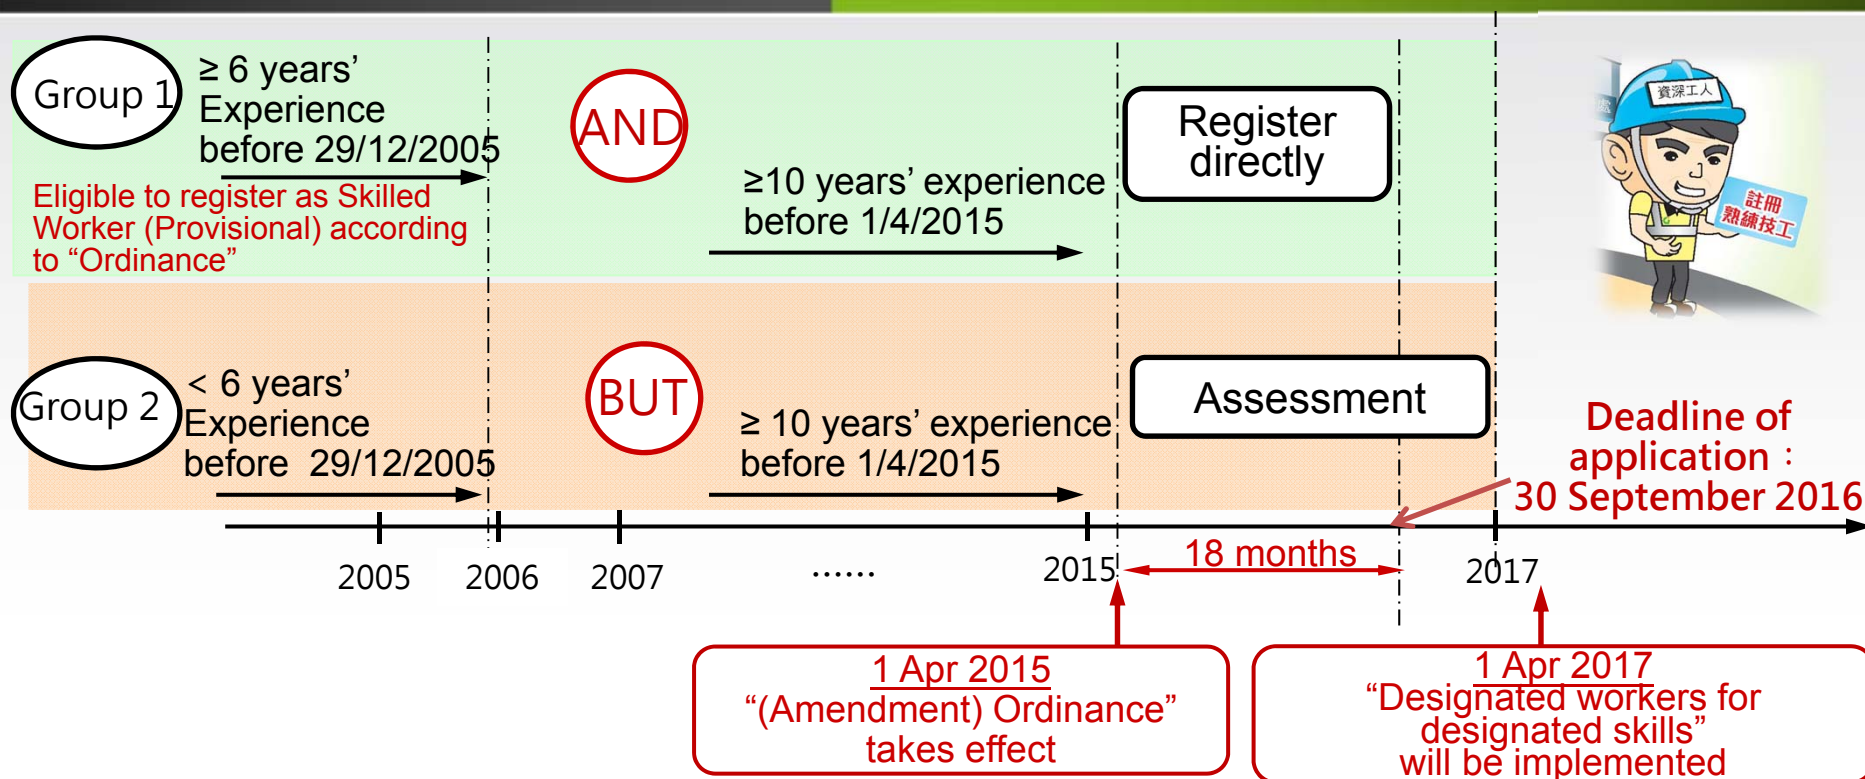 Group 1
≥ 6 years’
Experience
before 29/12/2005
Eligible to register as Skilled
Worker (Provisional) according
to “Ordinance”
AND
≥10 years’ experience
before 1/4/2015
Register
directly
資深工人
註冊
熟練技工
Group 2
< 6 years’
Experience
before 29/12/2005
BUT
≥ 10 years’ experience
before 1/4/2015
Assessment
Deadline of
application：
30 September 2016
2005
2006
2007
......
2015
18 months
2017
1 Apr 2015
“(Amendment) Ordinance”
takes effect
1 Apr 2017
“Designated workers for
designated skills”
will be implemented